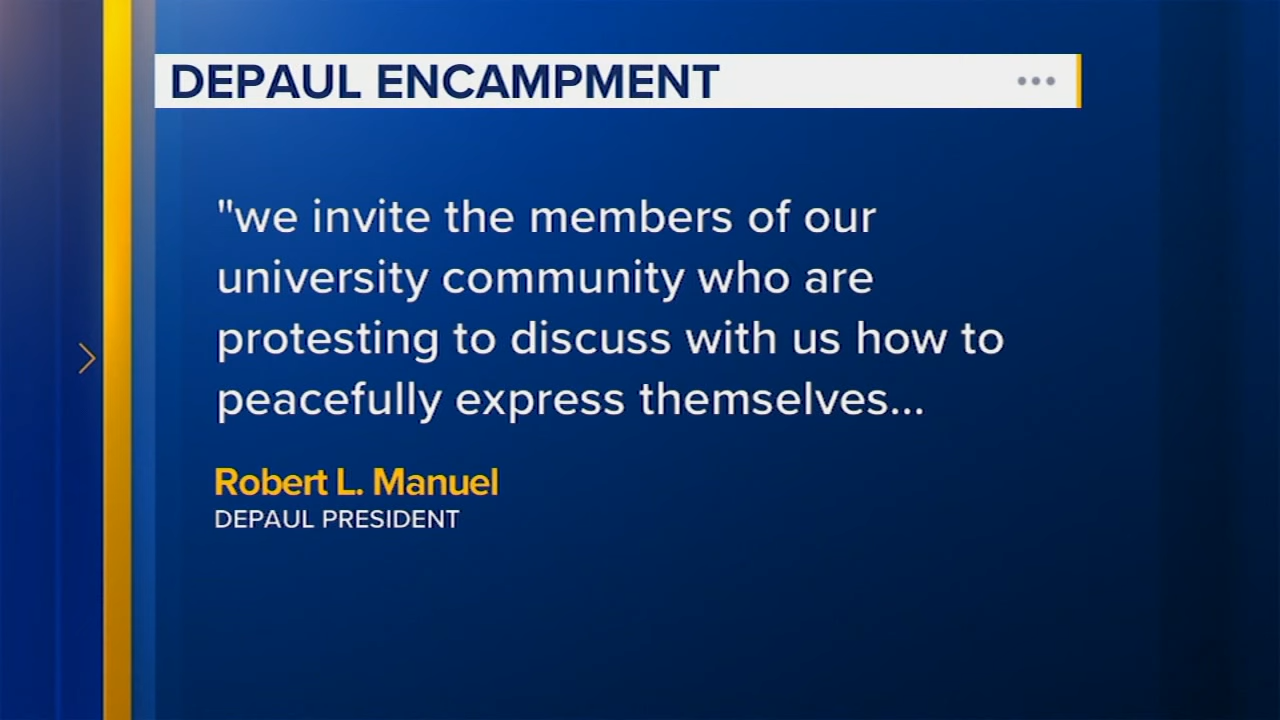 DEPAUL ENCAMPMENT
"we invite the members of our
university community who are
protesting to discuss with us how to
peacefully express themselves...
Robert L. Manuel
DEPAUL PRESIDENT